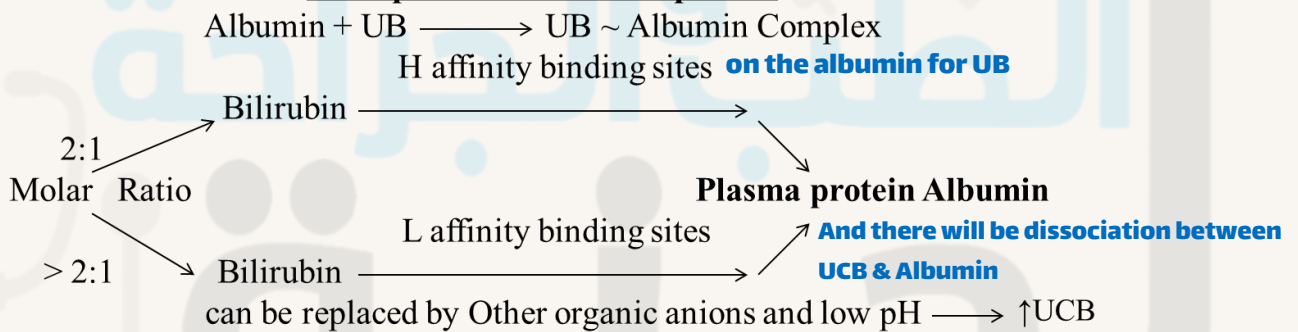 Albumin + UB ⟶ UB ~ Albumin Complex
H affinity binding sites on the albumin for UB
Bilirubin
2:1
Molar Ratio
Plasma protein Albumin
L affinity binding sites
And there will be dissociation between
UCB & Albumin
> 2:1
Bilirubin
can be replaced by Other organic anions and low pH ⟶ ↑UCB